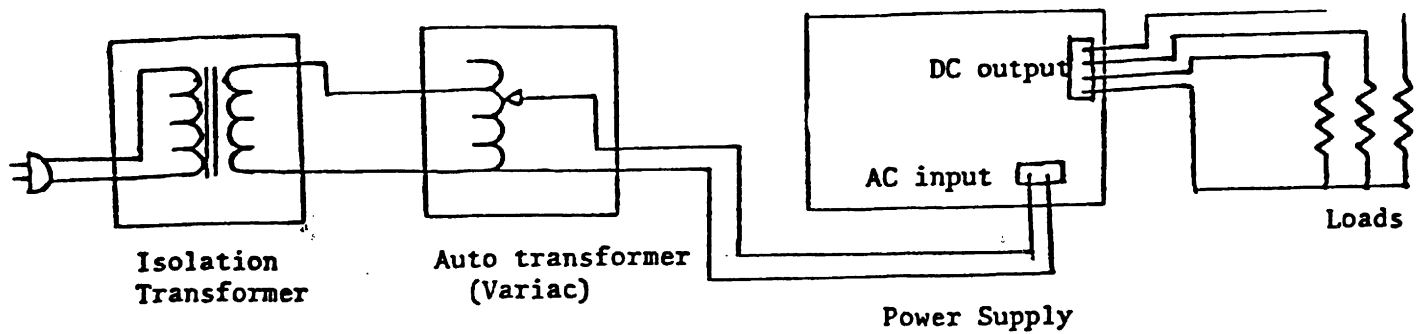 DC output
AC input
Loads
Isolation
Transformer
Auto transformer
(Variac)
Power Supply